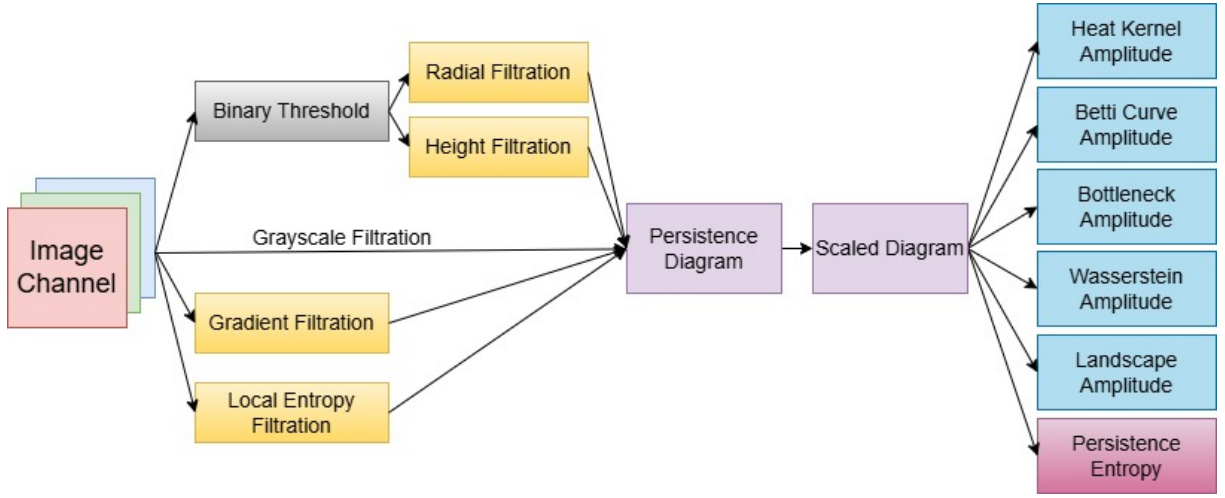 Image
Channel
Binary Threshold
Radial Filtration
Height Filtration
Grayscale Filtration
Gradient Filtration
Local Entropy
Filtration
Persistence
Diagram
Scaled Diagram
Heat Kernel
Amplitude
Betti Curve
Amplitude
Bottleneck
Amplitude
Wasserstein
Amplitude
Landscape
Amplitude
Persistence
Entropy